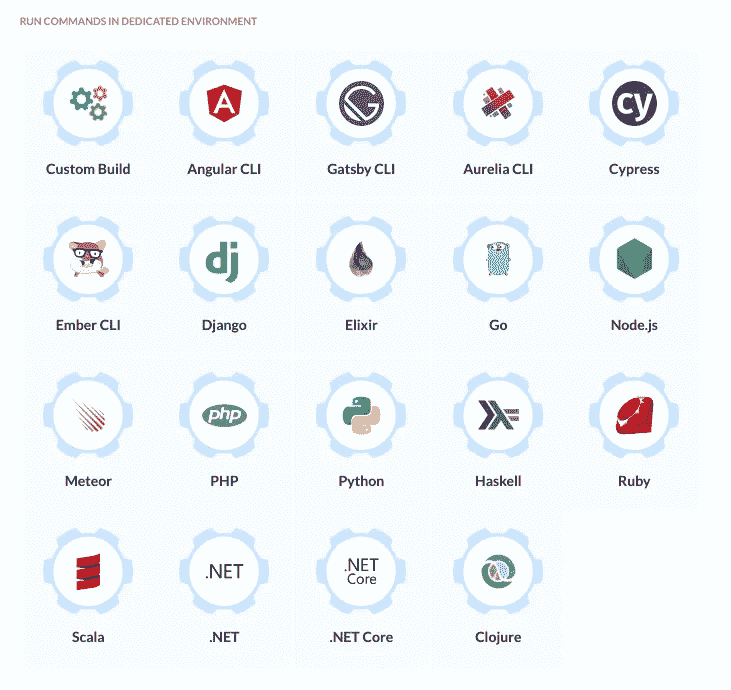 RUN COMMANDS IN DEDICATED ENVIRONMENT
A
G
cy
Custom Build
Angular CLI
Gatsby CLI
Aurelia CLI
Cypress
dj
Ember CLI
Django
Elixir
Go
Node.js
php
Meteor
PHP
Python
Haskell
Ruby
.NET
.NET
Core
Scala
.NET
.NET Core
Clojure